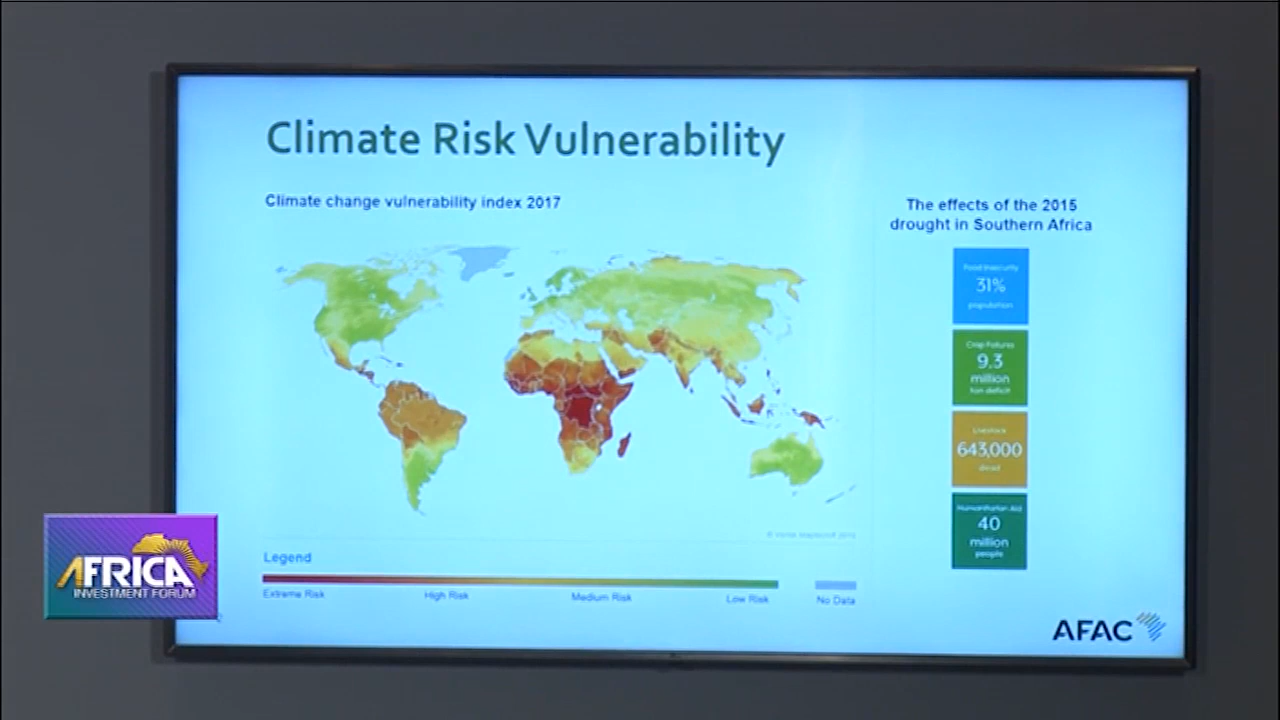 Climate Risk Vulnerability
Climate change vulnerability index 2017
The effects of the 2015
drought in Southern Africa
Food Insecurity
31%
population
Crop Failures
9.3
million
ton deficit
Livestock
643,000
dead
Humanitarian Aid
40
million
people
Legend
Extreme Risk
High Risk
Medium Risk
Low Risk
No Data
AFAC
AFRICA
INVESTMENT FORUM